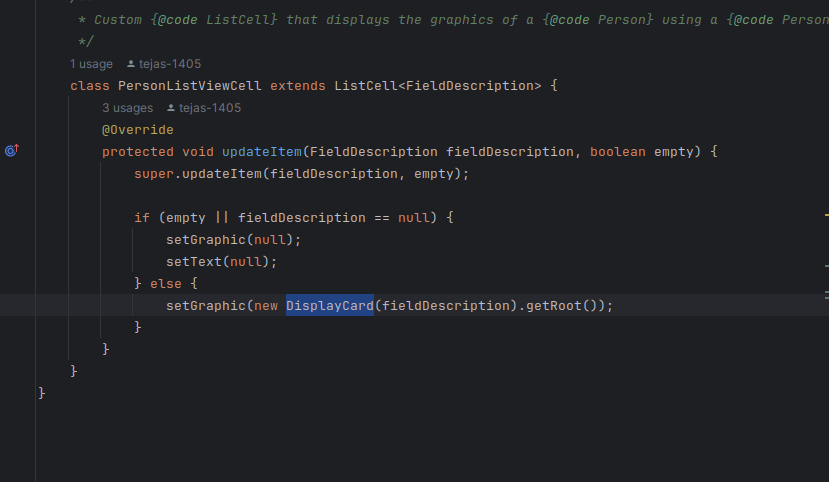 * Custom {@code ListCell} that displays the graphics of a {@code Person} using a {@code Person
*/
1 usage tejas-1405
class PersonListViewCell extends ListCell<FieldDescription> {
3 usages tejas-1405
@Override
protected void updateItem(FieldDescription fieldDescription, boolean empty) {
super.updateItem(fieldDescription, empty);
if (empty || fieldDescription == null) {
setGraphic(null);
setText(null);
} else {
setGraphic(new DisplayCard(fieldDescription).getRoot());
}
}
}
}